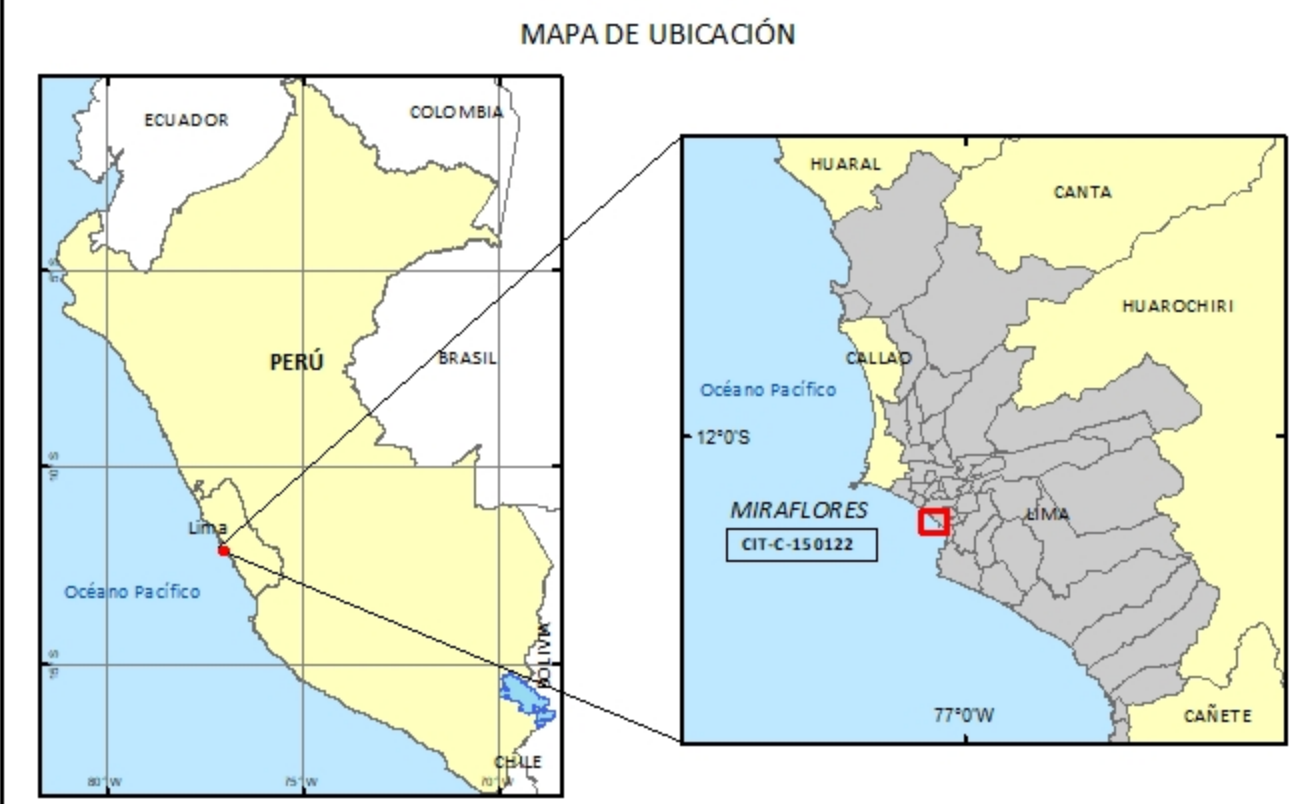 MAPA DE UBICACIÓN
ECUADOR
COLOMBIA
PERÚ
BRASIL
Lima
Océano Pacífico
BOLIVIA
CHILE
80°W
75°W
70°W
HUARAL
CANTA
HUAROCHIRI
CALLAO
Océano Pacífico
12°0'S
MIRAFLORES
CIT-C-150122
LIMA
77°0'W
CAÑETE